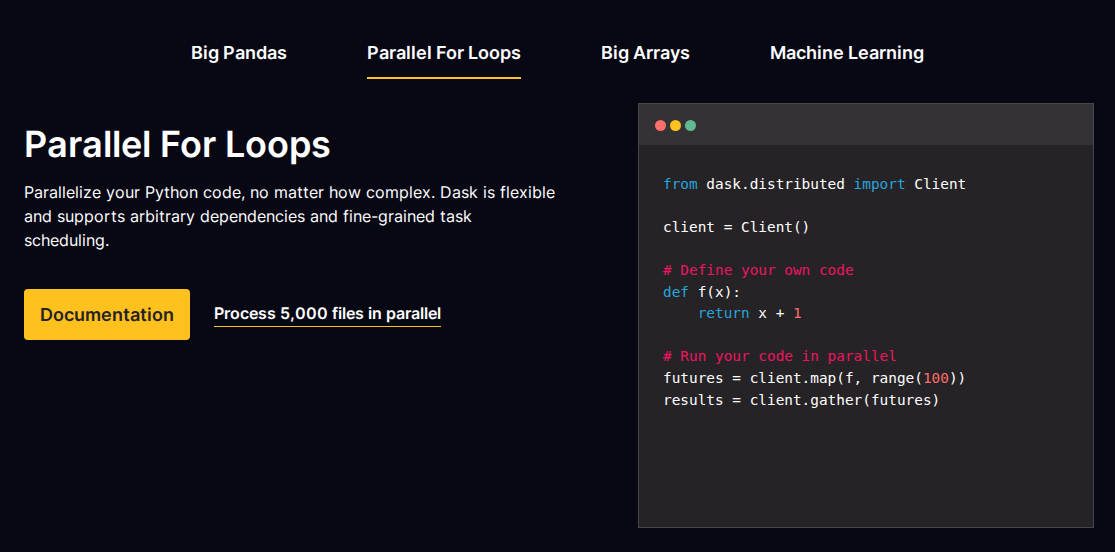 Big Pandas
Parallel For Loops
Big Arrays
Machine Learning
Parallel For Loops
Parallelize your Python code, no matter how complex. Dask is flexible
and supports arbitrary dependencies and fine-grained task
scheduling.
Documentation
Process 5,000 files in parallel
from dask.distributed import Client
client = Client()
# Define your own code
def f(x):
    return x + 1
# Run your code in parallel
futures = client.map(f, range(100))
results = client.gather(futures)